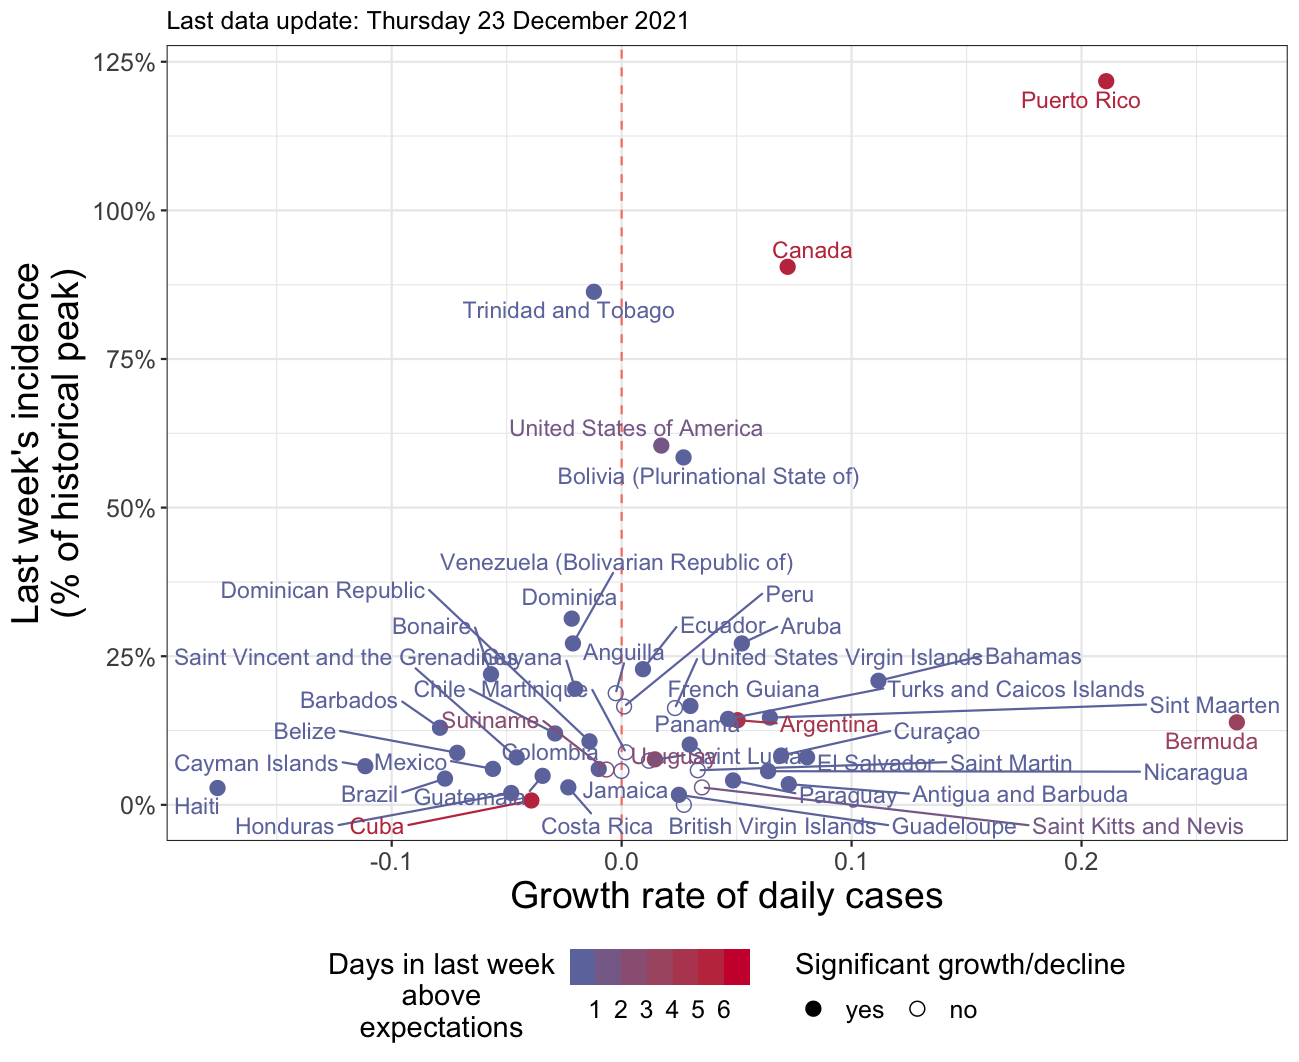 Last data update: Thursday 23 December 2021
125%
Puerto Rico
100%
Canada
Trinidad and Tobago
75%
United States of America
Bolivia (Plurinational State of)
50%
Last week's incidence
(% of historical peak)
Venezuela (Bolivarian Republic of)
Dominican Republic
Dominica
Peru
Bonaire
Ecuador
Aruba
25%
Saint Vincent and the Grenadines
Guyana
Anguilla
United States Virgin Islands
Bahamas
Chile
Martinique
French Guiana
Turks and Caicos Islands
Barbados
Sint Maarten
Suriname
Panama
Argentina
Belize
Curaçao
Bermuda
Colombia
Uruguay
Saint Lucia
Cayman Islands
Mexico
El Salvador
Saint Martin
Nicaragua
Brazil
Guatemala
Jamaica
Paraguay
Antigua and Barbuda
0%
Haiti
Honduras
Cuba
Costa Rica
British Virgin Islands
Guadeloupe
Saint Kitts and Nevis
-0.1
0.0
0.1
0.2
Growth rate of daily cases
Days in last week
above
expectations
1 2 3 4 5 6
Significant growth/decline
yes
no